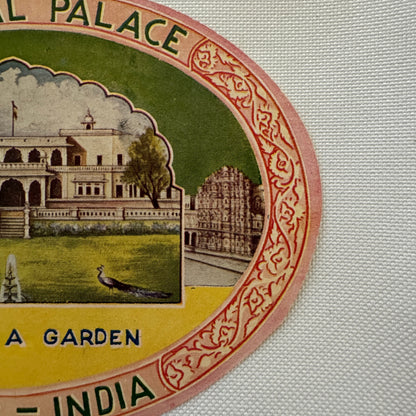 PALACE
A GARDEN
– INDIA